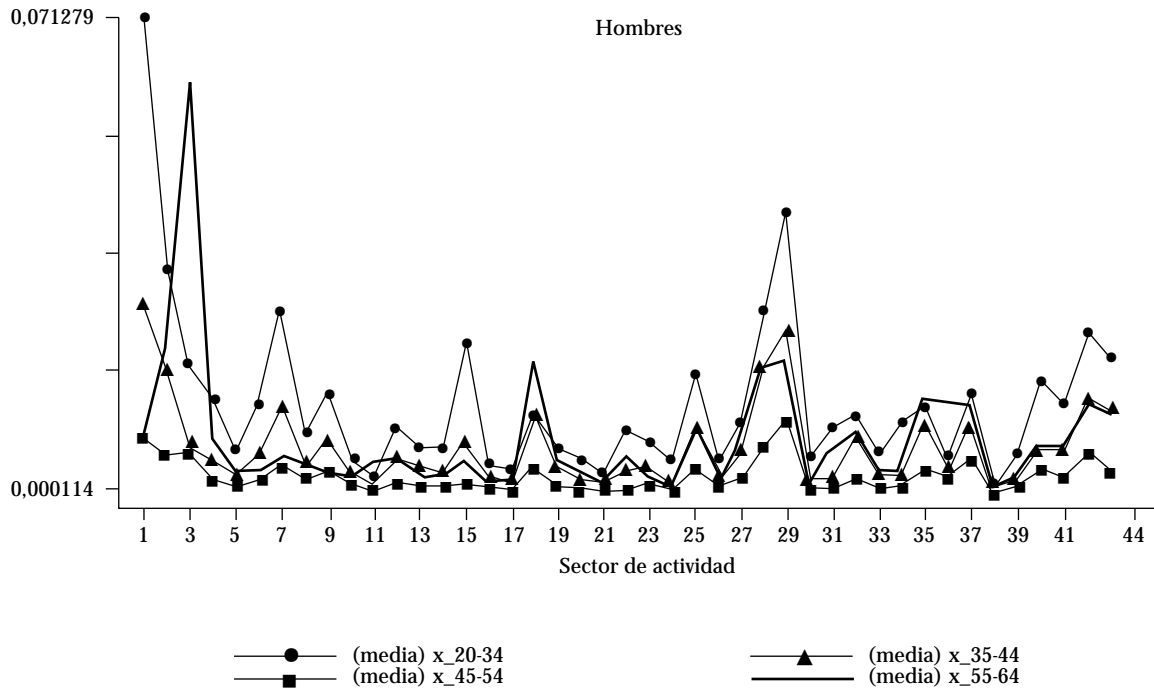 0,071279
Hombres
0,000114
1 3 5 7 9 11 13 15 17 19 21 23 25 27 29 31 33 35 37 39 41 44
Sector de actividad
(media) x_20-34 (media) x_35-44
(media) x_45-54 (media) x_55-64